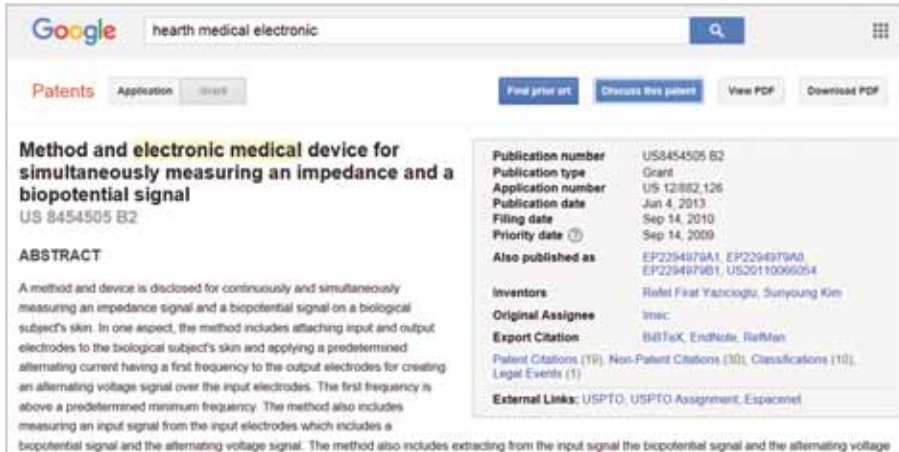 Google
hearth medical electronic
Patents
Application
Grant
Find prior art
Discuss this patent
View PDF
Download PDF
Method and electronic medical device for
simultaneously measuring an impedance and a
biopotential signal
US 8454505 B2
ABSTRACT
A method and device is disclosed for continuously and simultaneously
measuring an impedance signal and a biopotential signal on a biological
subject's skin. In one aspect, the method includes attaching input and output
electrodes to the biological subject's skin and applying a predetermined
alternating current having a first frequency to the output electrodes for creating
an alternating voltage signal over the input electrodes. The first frequency is
above a predetermined minimum frequency. The method also includes
measuring an input signal from the input electrodes which includes a
biopotential signal and the alternating voltage signal. The method also includes extracting from the input signal the biopotential signal and the alternating voltage
Publication number US8454505 B2
Publication type Grant
Application number US 12/882,126
Publication date Jun 4, 2013
Filing date Sep 14, 2010
Priority date ? Sep 14, 2009
Also published as EP2294979A1, EP2294979A8,
EP2294979B1, US20110066054
Inventors Refet Firat Yazicioglu, Sunyoung Kim
Original Assignee Imec
Export Citation BiBTeX, EndNote, RefMan
Patent Citations (19), Non-Patent Citations (30), Classifications (10),
Legal Events (1)
External Links: USPTO, USPTO Assignment, Espacenet